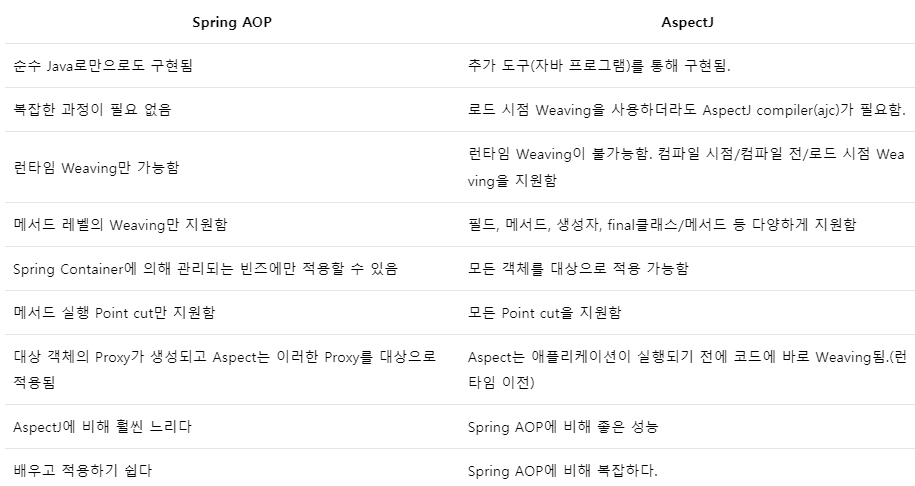 Spring AOP
AspectJ
순수 Java로만으로도 구현됨
추가 도구(자바 프로그램)를 통해 구현됨.
복잡한 과정이 필요 없음
로드 시점 Weaving을 사용하더라도 AspectJ compiler(ajc)가 필요함.
런타임 Weaving만 가능함
런타임 Weaving이 불가능함. 컴파일 시점/컴파일 전/로드 시점 Wea
ving을 지원함
메서드 레벨의 Weaving만 지원함
필드, 메서드, 생성자, final클래스/메서드 등 다양하게 지원함
Spring Container에 의해 관리되는 빈즈에만 적용할 수 있음
모든 객체를 대상으로 적용 가능함
메서드 실행 Point cut만 지원함
모든 Point cut을 지원함
대상 객체의 Proxy가 생성되고 Aspect는 이러한 Proxy를 대상으로
적용됨
Aspect는 애플리케이션이 실행되기 전에 코드에 바로 Weaving됨.(런
타임 이전)
AspectJ에 비해 훨씬 느리다
Spring AOP에 비해 좋은 성능
배우고 적용하기 쉽다
Spring AOP에 비해 복잡하다.